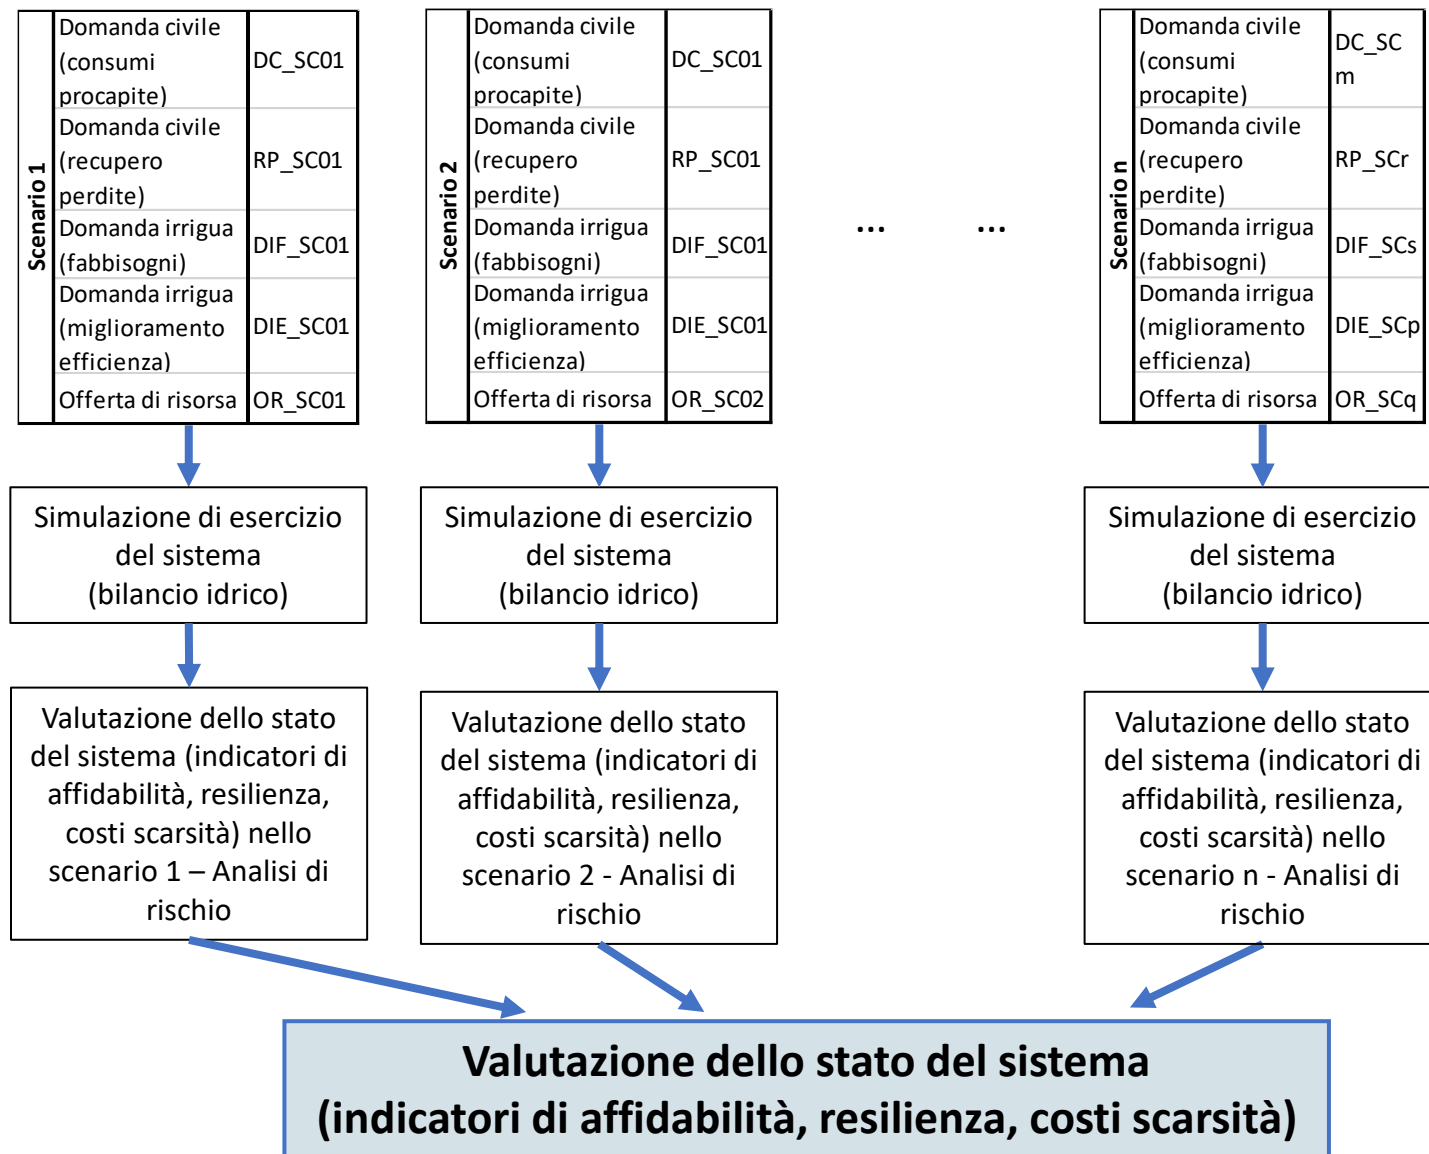 Scenario 1
Domanda civile
(consumi
procapite)
DC_SC01
Domanda civile
(recupero
perdite)
RP_SC01
Domanda irrigua
(fabbisogni)
DIF_SC01
Domanda irrigua
(miglioramento
efficienza)
DIE_SC01
Offerta di risorsa
OR_SC01
Scenario 2
Domanda civile
(consumi
procapite)
DC_SC01
Domanda civile
(recupero
perdite)
RP_SC01
Domanda irrigua
(fabbisogni)
DIF_SC01
Domanda irrigua
(miglioramento
efficienza)
DIE_SC01
Offerta di risorsa
OR_SC02
... ...
Scenario n
Domanda civile
(consumi
procapite)
DC_SC
m
Domanda civile
(recupero
perdite)
RP_SCr
Domanda irrigua
(fabbisogni)
DIF_SCs
Domanda irrigua
(miglioramento
efficienza)
DIE_SCp
Offerta di risorsa
OR_SCq
Simulazione di esercizio
del sistema
(bilancio idrico)
Simulazione di esercizio
del sistema
(bilancio idrico)
Simulazione di esercizio
del sistema
(bilancio idrico)
Valutazione dello stato
del sistema (indicatori di
affidabilità, resilienza,
costi scarsità) nello
scenario 1 – Analisi di
rischio
Valutazione dello stato
del sistema (indicatori di
affidabilità, resilienza,
costi scarsità) nello
scenario 2 - Analisi di
rischio
Valutazione dello stato
del sistema (indicatori di
affidabilità, resilienza,
costi scarsità) nello
scenario n - Analisi di
rischio
Valutazione dello stato del sistema
(indicatori di affidabilità, resilienza, costi scarsità)